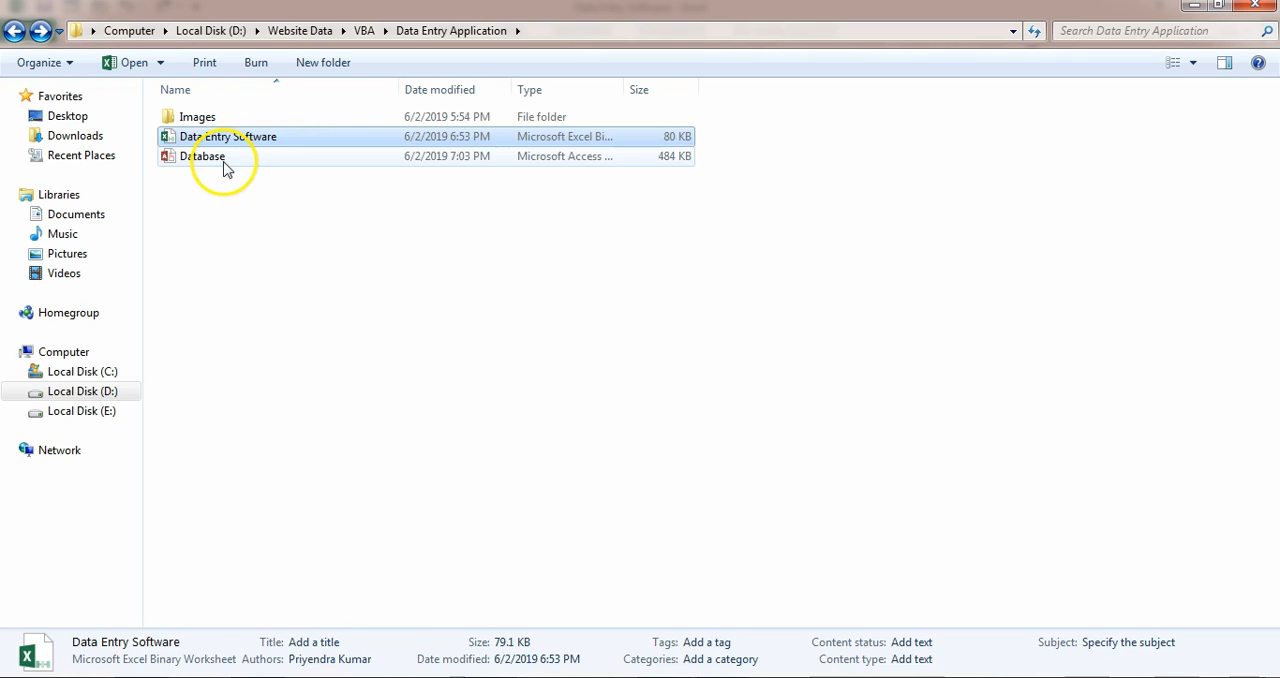 Computer Local Disk (D:) Website Data VBA Data Entry Application Search Data Entry Application
Organize Open Print Burn New folder
Name Date modified Type Size
Favorites
Desktop
Downloads
Recent Places
Libraries
Documents
Music
Pictures
Videos
Homegroup
Computer
Local Disk (C:)
Local Disk (D:)
Local Disk (E:)
Network
Images 6/2/2019 5:54 PM File folder
Data Entry Software 6/2/2019 6:53 PM Microsoft Excel Bi... 80 KB
Database 6/2/2019 7:03 PM Microsoft Access ... 484 KB
Data Entry Software Title: Add a title Size: 79.1 KB Tags: Add a tag Content status: Add text Subject: Specify the subject
Microsoft Excel Binary Worksheet Authors: Priyendra Kumar Date modified: 6/2/2019 6:53 PM Categories: Add a category Content type: Add text